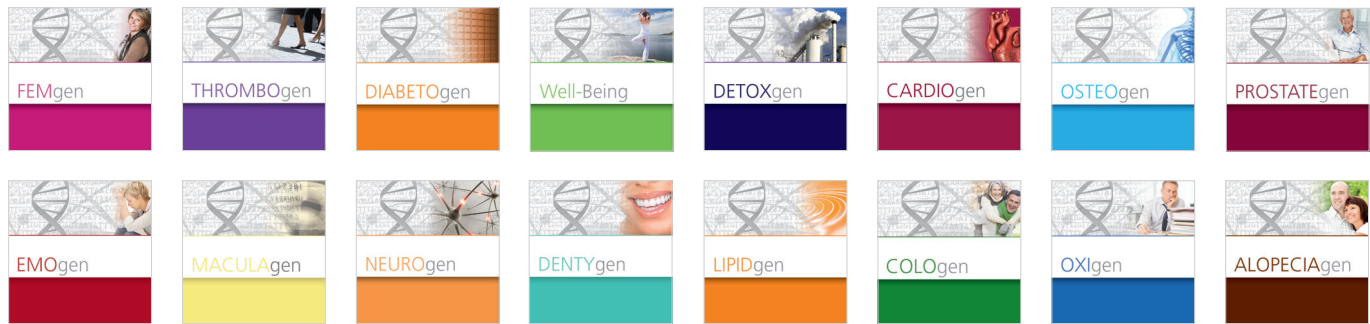 FEMgen
THROMBOgen
DIABETOgen
Well-Being
DETOXgen
CARDIOgen
OSTEOgen
PROSTATEgen
EMOgen
MACULAgen
NEUROgen
DENTYgen
LIPIDgen
COLOgen
OXIgen
ALOPECIAgen